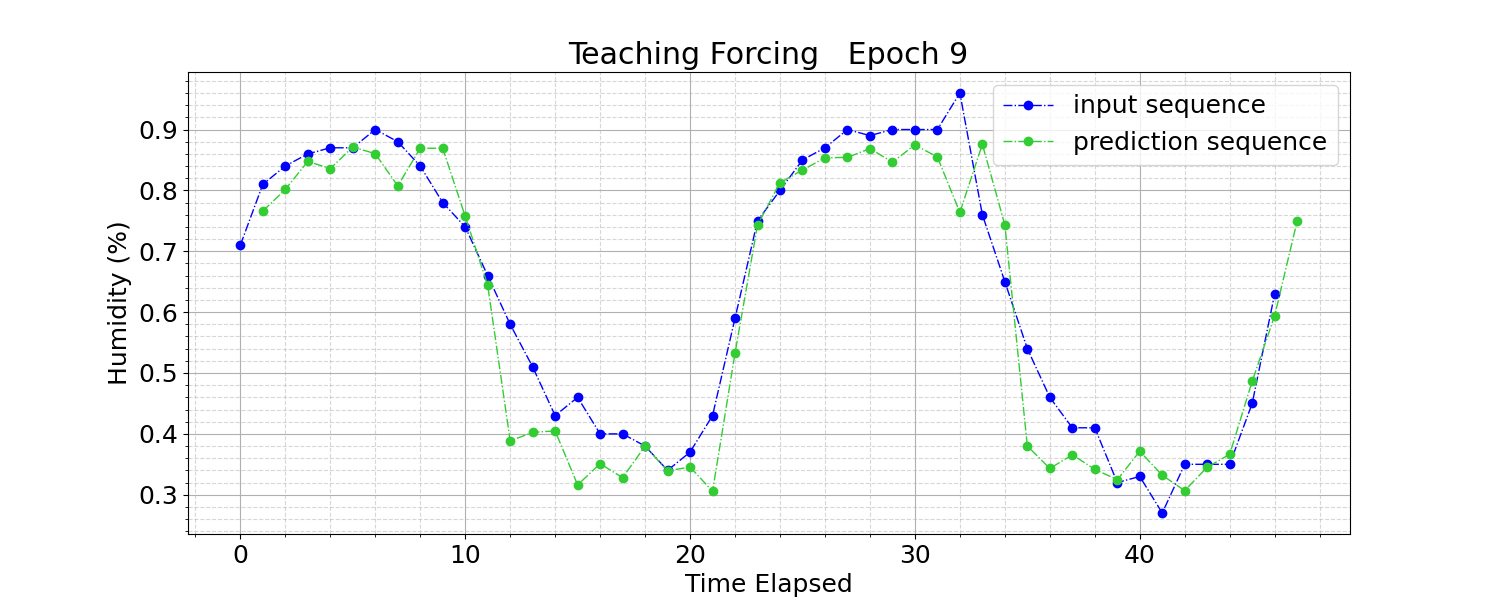 Teaching Forcing   Epoch 9
input sequence
prediction sequence
Humidity (%)
0.9
0.8
0.7
0.6
0.5
0.4
0.3
0 10 20 30 40
Time Elapsed